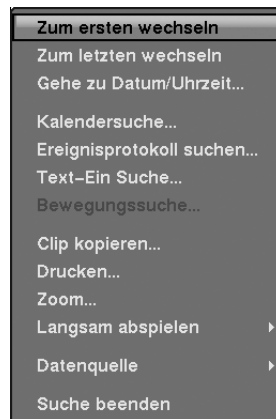 Zum ersten wechseln
Zum letzten wechseln
Gehe zu Datum/Uhrzeit...
Kalendersuche...
Ereignisprotokoll suchen...
Text-Ein Suche...
Bewegungssuche...
Clip kopieren...
Drucken...
Zoom...
Langsam abspielen
Datenquelle
Suche beenden